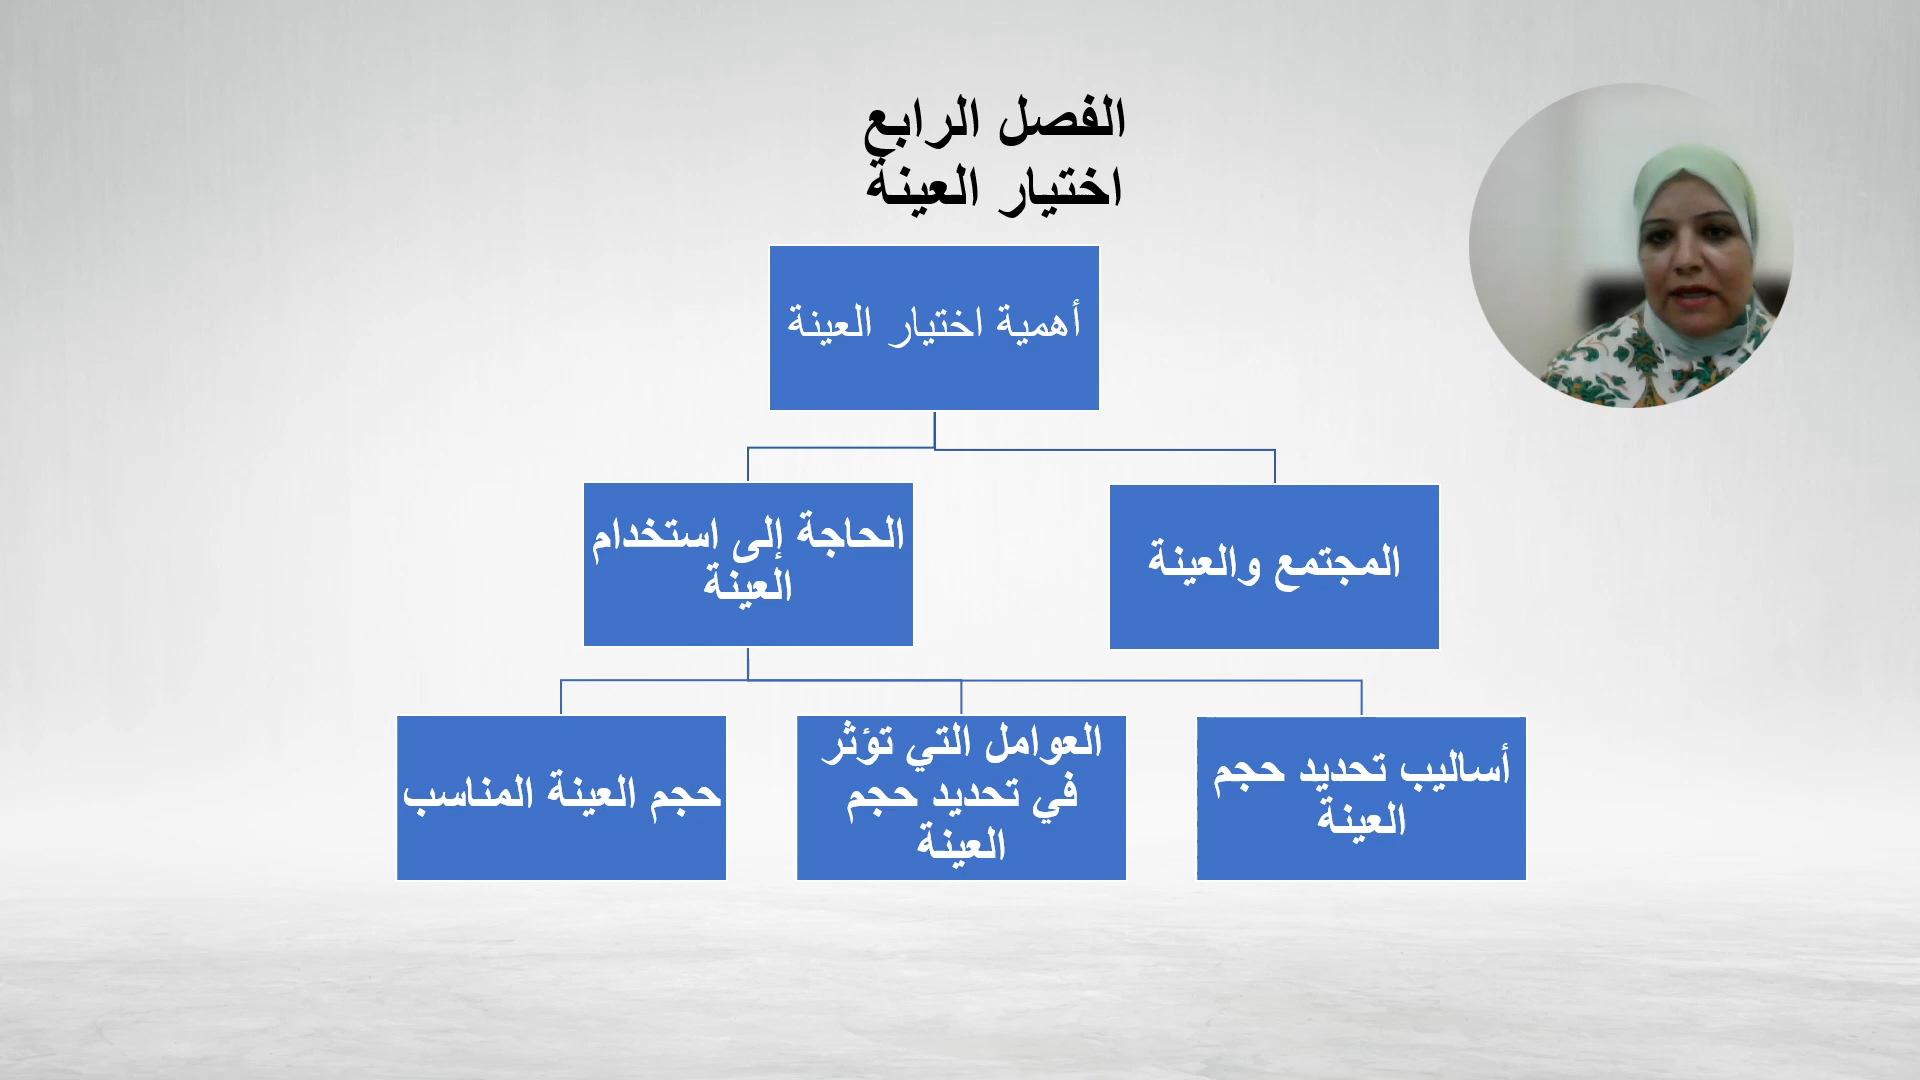 الفصل الرابع
اختيار العينة
أهمية اختيار العينة
المجتمع والعينة
الحاجة إلى استخدام
العينة
أساليب تحديد حجم
العينة
العوامل التي تؤثر
في تحديد حجم
العينة
حجم العينة المناسب